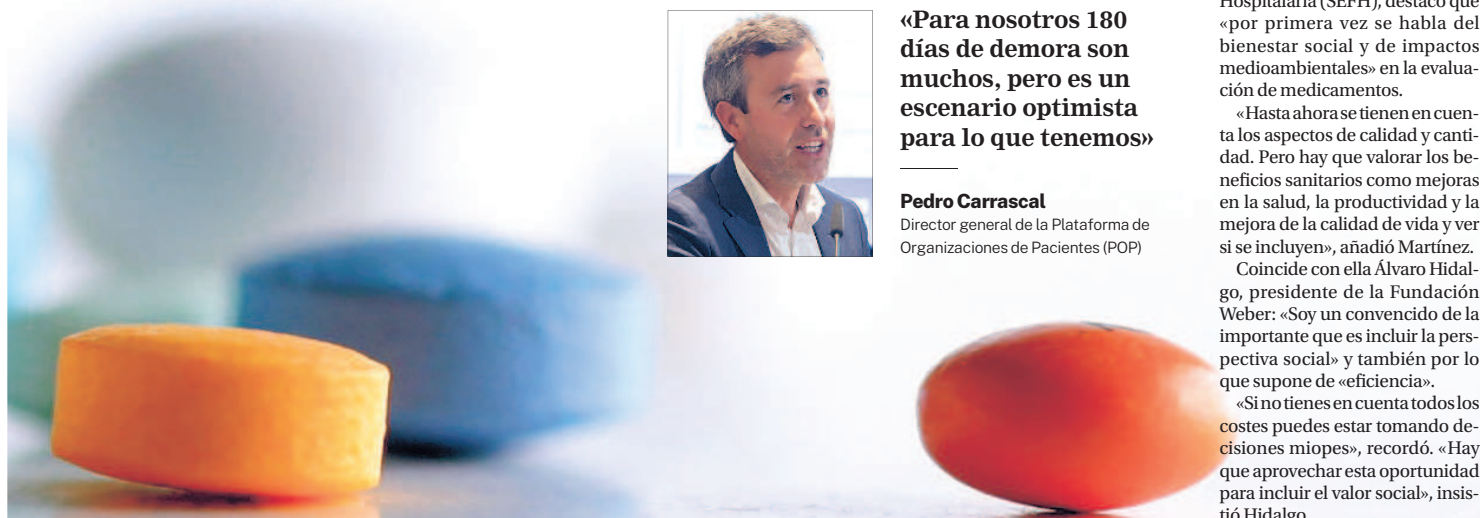 «Para nosotros 180
días de demora son
muchos, pero es un
escenario optimista
para lo que tenemos»
Pedro Carrascal
Director general de la Plataforma de
Organizaciones de Pacientes (POP)
Hospitalaria (SEFH), destacó que
«por primera vez se habla del
bienestar social y de impactos
medioambientales» en la evalua-
ción de medicamentos.
«Hasta ahora se tienen en cuen-
ta los aspectos de calidad y canti-
dad. Pero hay que valorar los be-
neficios sanitarios como mejoras
en la salud, la productividad y la
mejora de la calidad de vida y ver
si se incluyen», añadió Martínez.
Coincide con ella Álvaro Hidal-
go, presidente de la Fundación
Weber: «Soy un convencido de la
importante que es incluir la pers-
pectiva social» y también por lo
que supone de «eficiencia».
«Si no tienes en cuenta todos los
costes puedes estar tomando de-
cisiones miopes», recordó. «Hay
que aprovechar esta oportunidad
para incluir el valor social», insis-
tió Hidalgo.